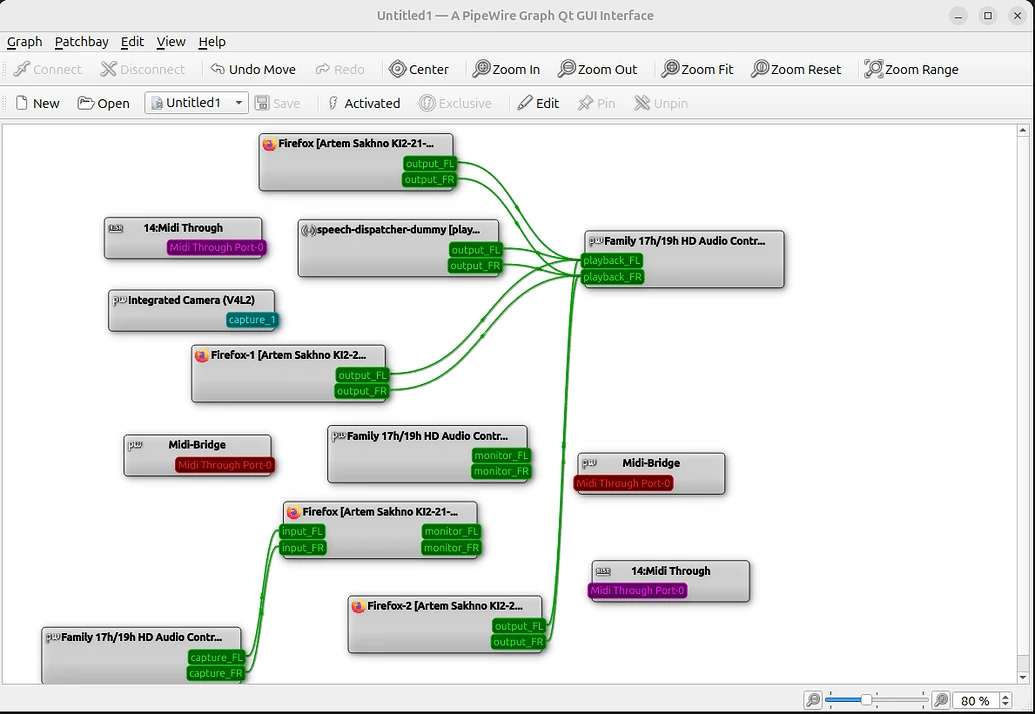 Untitled1 — A PipeWire Graph Qt GUI Interface
Graph Patchbay Edit View Help
Connect Disconnect Undo Move Redo Center Zoom In Zoom Out Zoom Fit Zoom Reset Zoom Range
New Open Untitled1 Save Activated Exclusive Edit Pin Unpin
Firefox [Artem Sakhno KI2-21-...
output_FL
output_FR
14:Midi Through
Midi Through Port-0
speech-dispatcher-dummy [play...
output_FL
output_FR
pw Family 17h/19h HD Audio Contr...
playback_FL
playback_FR
pw Integrated Camera (V4L2)
capture_1
Firefox-1 [Artem Sakhno KI2-2...
output_FL
output_FR
pw Midi-Bridge
Midi Through Port-0
pw Family 17h/19h HD Audio Contr...
monitor_FL
monitor_FR
pw Midi-Bridge
Midi Through Port-0
Firefox [Artem Sakhno KI2-21-...
input_FL monitor_FL
input_FR monitor_FR
14:Midi Through
Midi Through Port-0
Firefox-2 [Artem Sakhno KI2-2...
output_FL
output_FR
pw Family 17h/19h HD Audio Contr...
capture_FL
capture_FR
80 %